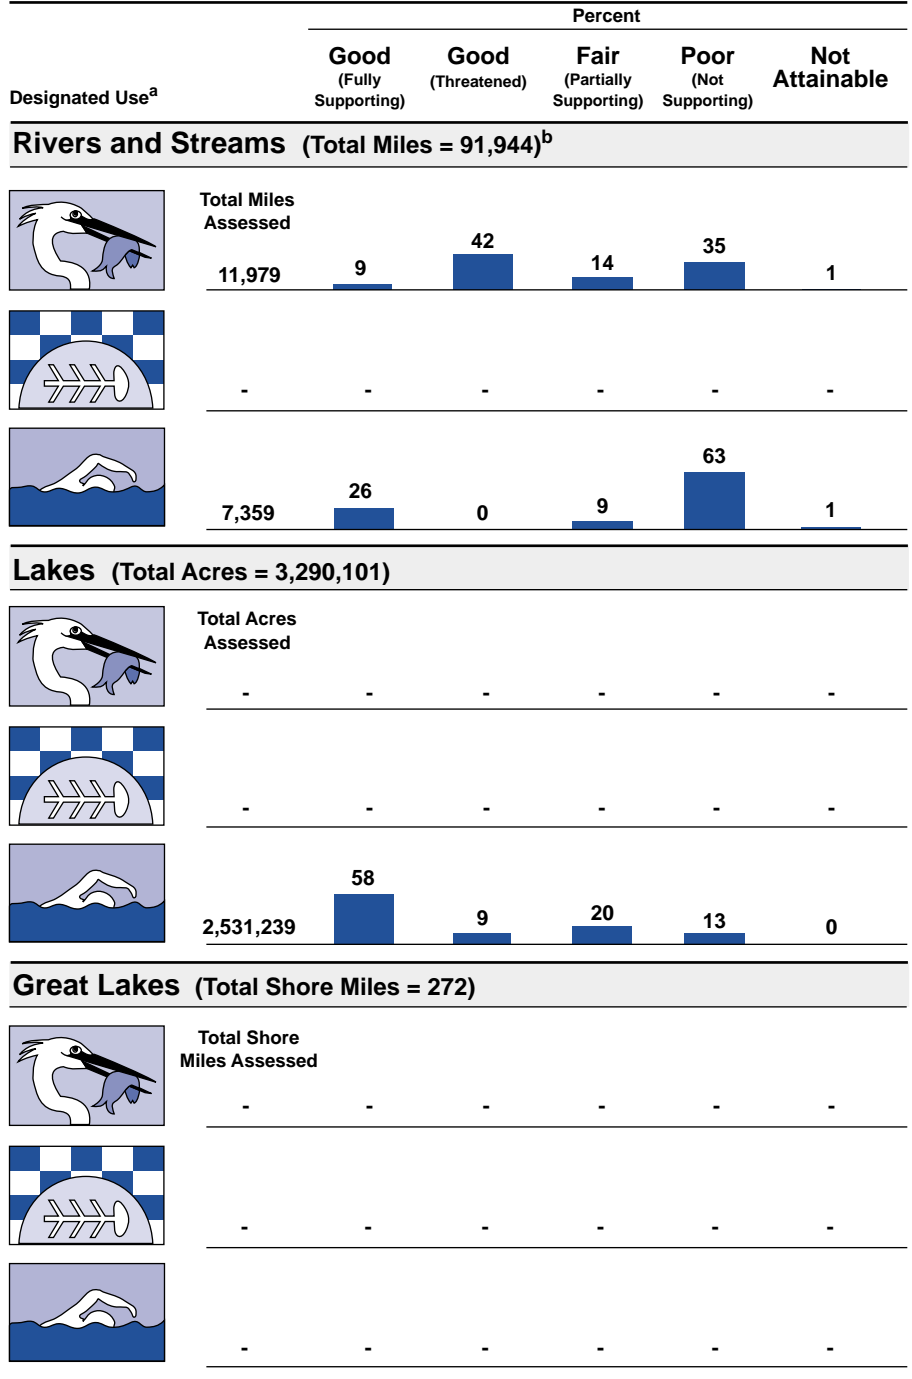 Percent
Good Good Fair Poor Not
(Fully (Threatened) (Partially (Not Attainable
Designated Useᵃ Supporting) Supporting) Supporting)
Rivers and Streams (Total Miles = 91,944)ᵇ
Total Miles
Assessed
11,979 9 42 14 35 1
- - - - - -
7,359 26 0 9 63 1
Lakes (Total Acres = 3,290,101)
Total Acres
Assessed
- - - - - -
- - - - - -
2,531,239 58 9 20 13 0
Great Lakes (Total Shore Miles = 272)
Total Shore
Miles Assessed
- - - - - -
- - - - - -
- - - - - -